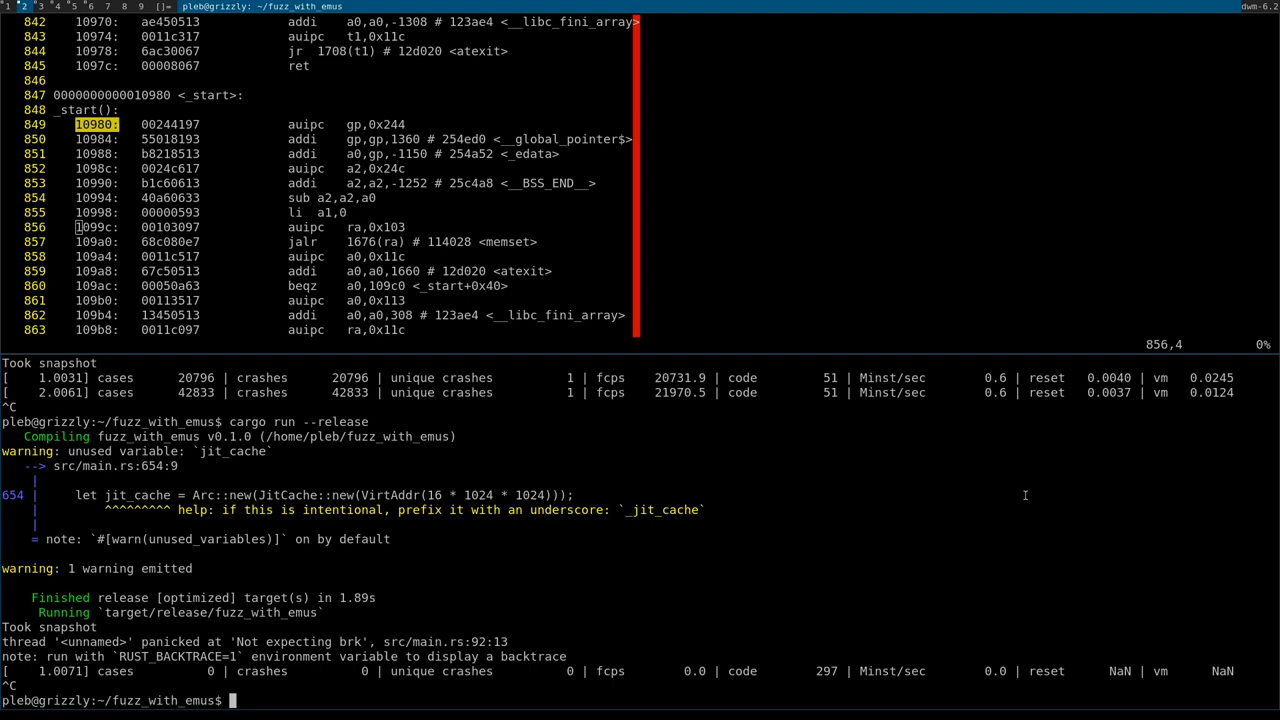 1 2 3 4 5 6 7 8 9 []= pleb@grizzly: ~/fuzz_with_emus dwm-6.2
842 10970: ae450513 addi a0,a0,-1308 # 123ae4 <__libc_fini_array>
843 10974: 0011c317 auipc t1,0x11c
844 10978: 6ac30067 jr 1708(t1) # 12d020 <atexit>
845 1097c: 00008067 ret
846
847 0000000000010980 <_start>:
848 _start():
849 10980: 00244197 auipc gp,0x244
850 10984: 55018193 addi gp,gp,1360 # 254ed0 <__global_pointer$>
851 10988: b8218513 addi a0,gp,-1150 # 254a52 <_edata>
852 1098c: 0024c617 auipc a2,0x24c
853 10990: b1c60613 addi a2,a2,-1252 # 25c4a8 <__BSS_END__>
854 10994: 40a60633 sub a2,a2,a0
855 10998: 00000593 li a1,0
856 1099c: 00103097 auipc ra,0x103
857 109a0: 68c080e7 jalr 1676(ra) # 114028 <memset>
858 109a4: 0011c517 auipc a0,0x11c
859 109a8: 67c50513 addi a0,a0,1660 # 12d020 <atexit>
860 109ac: 00050a63 beqz a0,109c0 <_start+0x40>
861 109b0: 00113517 auipc a0,0x113
862 109b4: 13450513 addi a0,a0,308 # 123ae4 <__libc_fini_array>
863 109b8: 0011c097 auipc ra,0x11c
856,4 0%
Took snapshot
[ 1.0031] cases 20796 | crashes 20796 | unique crashes 1 | fcps 20731.9 | code 51 | Minst/sec 0.6 | reset 0.0040 | vm 0.0245
[ 2.0061] cases 42833 | crashes 42833 | unique crashes 1 | fcps 21970.5 | code 51 | Minst/sec 0.6 | reset 0.0037 | vm 0.0124
^C
pleb@grizzly:~/fuzz_with_emus$ cargo run --release
Compiling fuzz_with_emus v0.1.0 (/home/pleb/fuzz_with_emus)
warning: unused variable: `jit_cache`
--> src/main.rs:654:9
|
654 | let jit_cache = Arc::new(JitCache::new(VirtAddr(16 * 1024 * 1024)));
| ^^^^^^^^^ help: if this is intentional, prefix it with an underscore: `_jit_cache`
|
= note: `#[warn(unused_variables)]` on by default
warning: 1 warning emitted
Finished release [optimized] target(s) in 1.89s
Running `target/release/fuzz_with_emus`
Took snapshot
thread '<unnamed>' panicked at 'Not expecting brk', src/main.rs:92:13
note: run with `RUST_BACKTRACE=1` environment variable to display a backtrace
[ 1.0071] cases 0 | crashes 0 | unique crashes 0 | fcps 0.0 | code 297 | Minst/sec 0.0 | reset NaN | vm NaN
^C
pleb@grizzly:~/fuzz_with_emus$